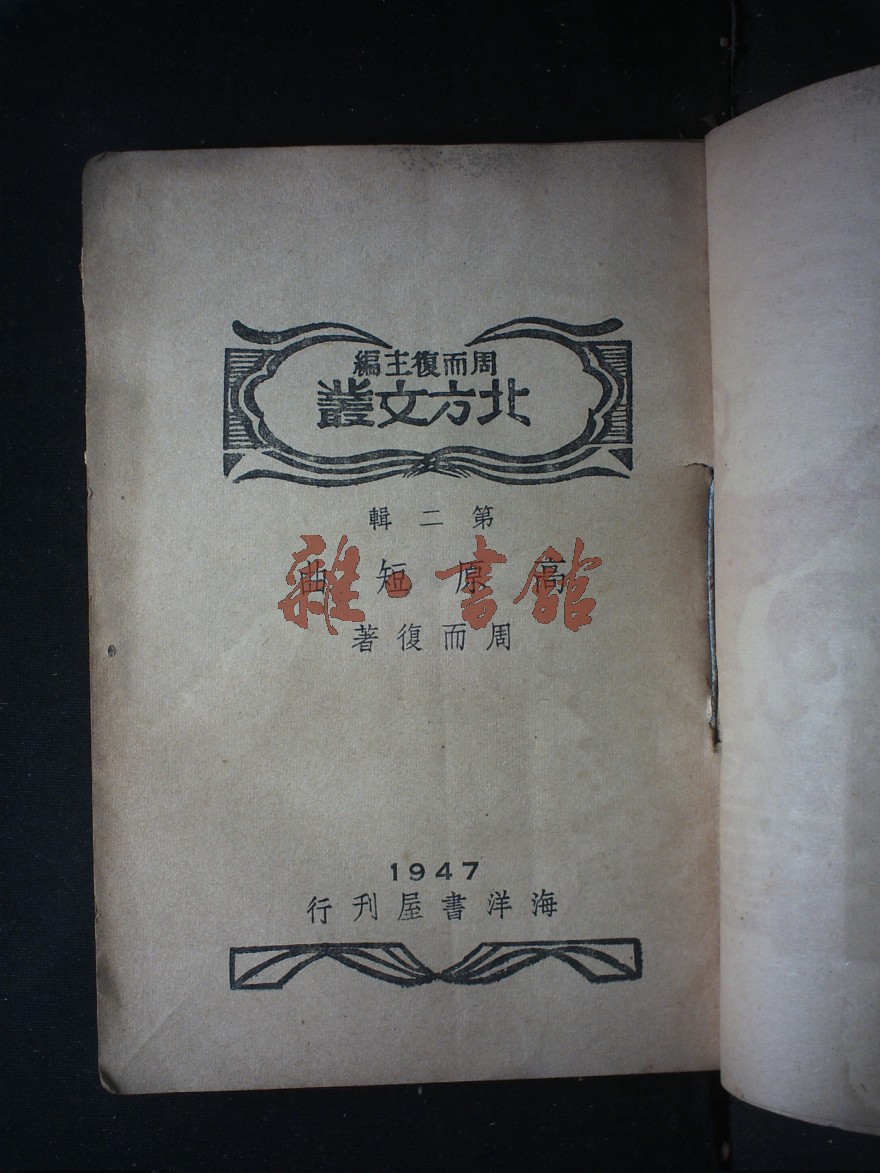 周而復主編
北方文叢
第二輯
高原短曲
雜·書館
周而復著
1947
海洋書屋刊行